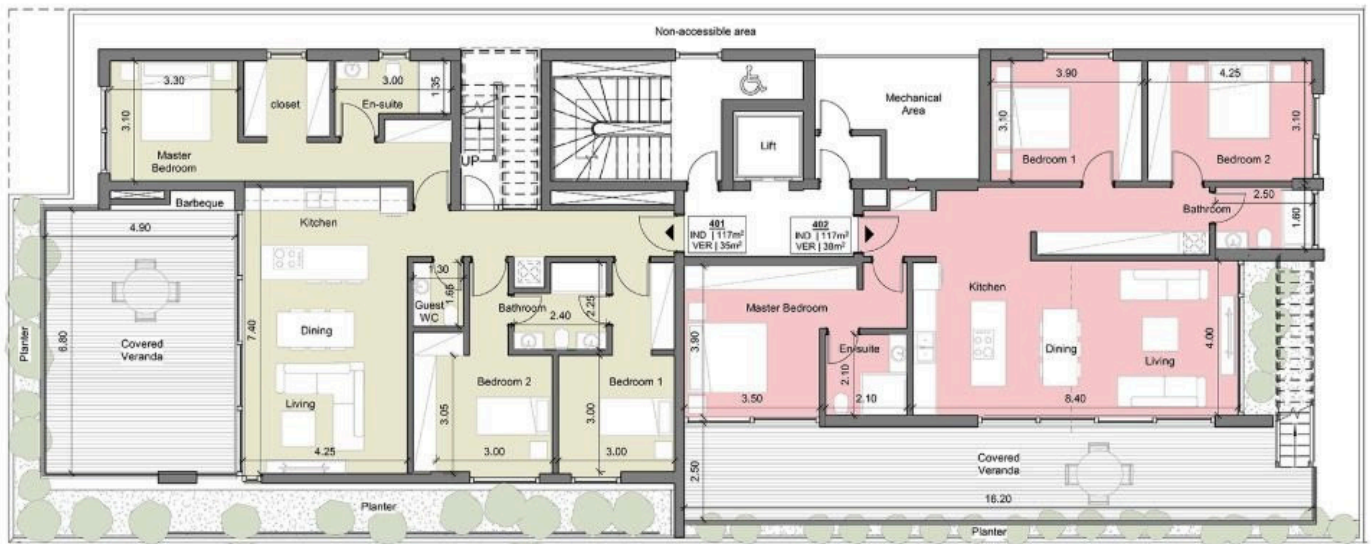 Non-accessible area
3.30
closet
3.00
1.35
En-suite
3.10
Master
Bedroom
UP
Lift
Mechanical
Area
3.90
4.25
3.10
3.10
Bedroom 1
Bedroom 2
Barbeque
4.90
Kitchen
401
IND | 117m²
VER | 35m²
402
IND | 117m²
VER | 38m²
2.50
Bathroom
1.60
1.30
1.65
Guest
WC
Bathroom
2.40
2.25
Master Bedroom
Kitchen
Planter
6.80
Covered
Veranda
7.40
Dining
3.90
En-suite
2.10
2.10
3.50
Dining
Living
4.00
8.40
Living
4.25
Bedroom 2
3.05
3.00
Bedroom 1
3.00
3.00
2.50
Covered
Veranda
16.20
Planter
Planter